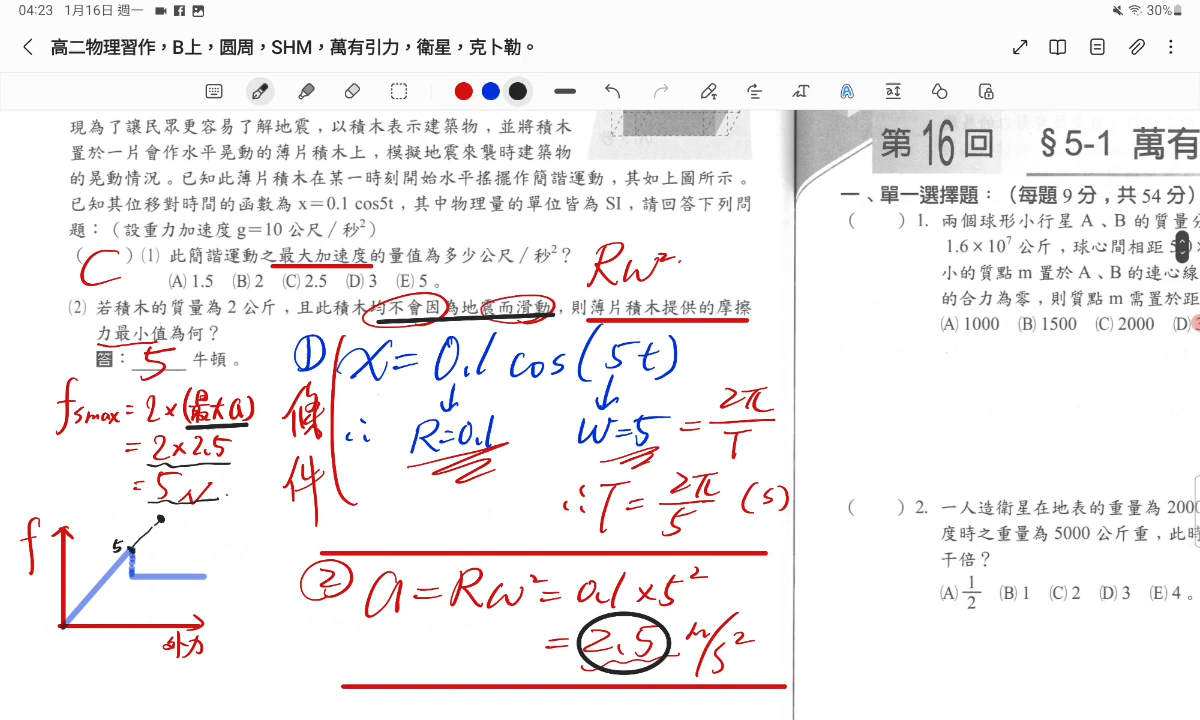 04:23 1月16日 週一
30%
高二物理習作，B上，圓周，SHM，萬有引力，衛星，克卜勒。
現為了讓民眾更容易了解地震，以積木表示建築物，並將積木
置於一片會作水平晃動的薄片積木上，模擬地震來襲時建築物
的晃動情況。已知此薄片積木在某一時刻開始水平搖擺作簡諧運動，其如上圖所示。
已知其位移對時間的函數為 x＝0.1 cos5t，其中物理量的單位皆為 SI，請回答下列問
題：（設重力加速度 g＝10 公尺／秒²）
( C ) (1) 此簡諧運動之最大加速度的量值為多少公尺／秒²？
Rw²
(A) 1.5 (B) 2 (C) 2.5 (D) 3 (E) 5。
(2) 若積木的質量為 2 公斤，且此積木均不會因為地震而滑動，則薄片積木提供的摩擦
力最小值為何？
答：5 牛頓。
fsmax = 2×(最大a)
= 2×2.5
= 5N
f
5
外力
條件
① x = 0.1 cos(5t)
∴ R=0.1 w=5 = 2π/T
∴ T = 2π/5 (s)
② a = Rw² = 0.1×5²
= 2.5 m/s²
第16回 §5-1 萬有
一、單一選擇題：（每題 9 分，共 54 分）
( ) 1. 兩個球形小行星 A、B 的質量分
1.6×10⁷ 公斤，球心間相距
小的質點 m 置於 A、B 的連心線
的合力為零，則質點 m 需置於距
(A) 1000 (B) 1500 (C) 2000 (D)
( ) 2. 一人造衛星在地表的重量為 2000
度時之重量為 5000 公斤重，此時
干倍？
(A) 1/2 (B) 1 (C) 2 (D) 3 (E) 4。